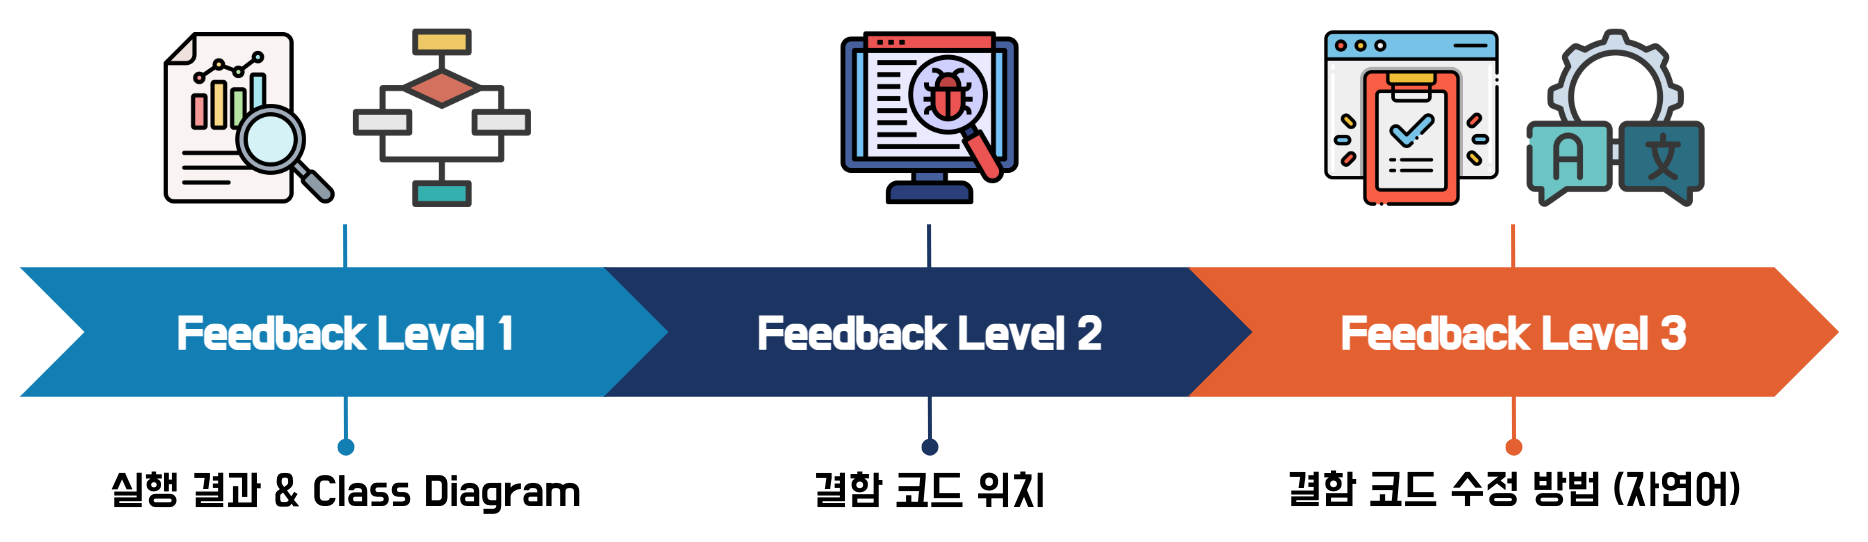 A 文
Feedback Level 1
Feedback Level 2
Feedback Level 3
실행 결과 & Class Diagram
결함 코드 위치
결함 코드 수정 방법 (자연어)